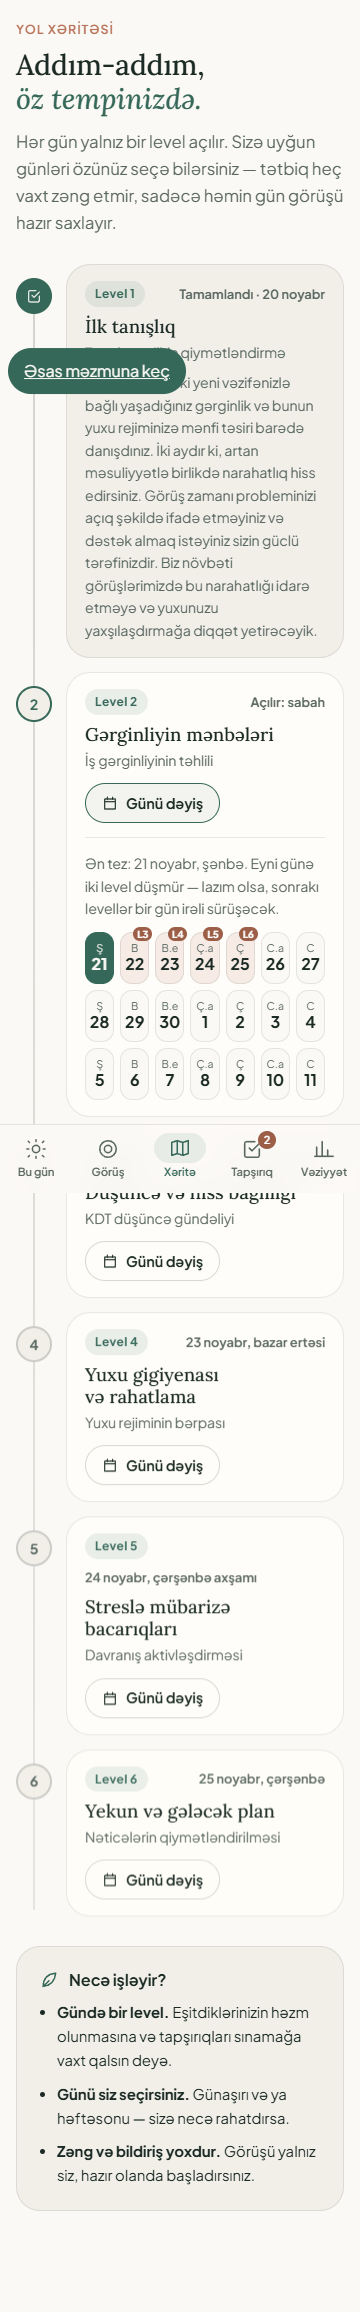 YOL XƏRİTƏSİ
Addım-addım,
öz tempinizdə.
Hər gün yalnız bir level açılır. Sizə uyğun
günləri özünüz seçə bilərsiniz — tətbiq heç
vaxt zəng etmir, sadəcə həmin gün görüşü
hazır saxlayır.
Level 1
Tamamlandı · 20 noyabr
İlk tanışlıq
qiymətləndirmə
Əsas məzmuna keç
ki yeni vəzifənizlə
bağlı yaşadığınız gərginlik və bunun
yuxu rejiminizə mənfi təsiri barədə
danışdınız. İki aydır ki, artan
məsuliyyətlə birlikdə narahatlıq hiss
edirsiniz. Görüş zamanı probleminizi
açıq şəkildə ifadə etməyiniz və
dəstək almaq istəyiniz sizin güclü
tərəfinizdir. Biz növbəti
görüşlərimizdə bu narahatlığı idarə
etməyə və yuxunuzu
yaxşılaşdırmağa diqqət yetirəcəyik.
2
Level 2
Açılır: sabah
Gərginliyin mənbələri
İş gərginliyinin təhlili
Günü dəyiş
Ən tez: 21 noyabr, şənbə. Eyni günə
iki level düşmür — lazım olsa, sonrakı
levellər bir gün irəli sürüşəcək.
L3 L4 L5 L6
Ş B B.e Ç.a Ç C.a C
21 22 23 24 25 26 27
Ş B B.e Ç.a Ç C.a C
28 29 30 1 2 3 4
Ş B B.e Ç.a Ç C.a C
5 6 7 8 9 10 11
2
Bu gün Görüş Xəritə Tapşırıq Vəziyyət
Düşüncə və hiss bağlılığı
KDT düşüncə gündəliyi
Günü dəyiş
4
Level 4
23 noyabr, bazar ertəsi
Yuxu gigiyenası
və rahatlama
Yuxu rejiminin bərpası
Günü dəyiş
5
Level 5
24 noyabr, çərşənbə axşamı
Streslə mübarizə
bacarıqları
Davranış aktivləşdirməsi
Günü dəyiş
6
Level 6
25 noyabr, çərşənbə
Yekun və gələcək plan
Nəticələrin qiymətləndirilməsi
Günü dəyiş
Necə işləyir?
• Gündə bir level. Eşitdiklərinizin həzm
olunmasına və tapşırıqları sınamağa
vaxt qalsın deyə.
• Günü siz seçirsiniz. Günaşırı və ya
həftəsonu — sizə necə rahatdırsa.
• Zəng və bildiriş yoxdur. Görüşü yalnız
siz, hazır olanda başladırsınız.